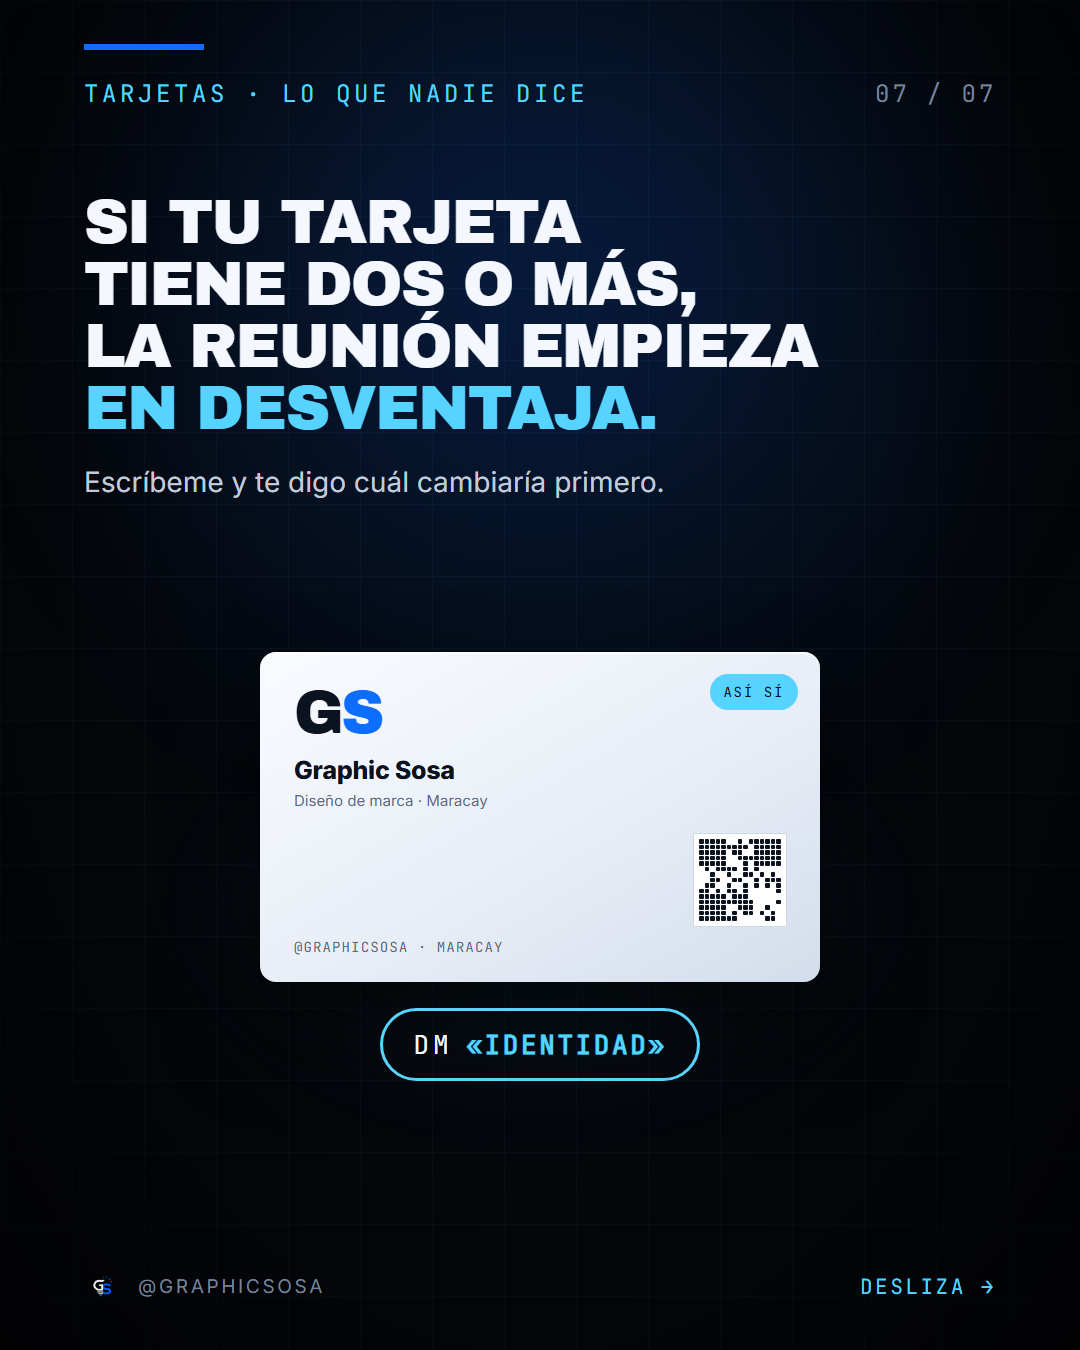 TARJETAS · LO QUE NADIE DICE
07 / 07
SI TU TARJETA
TIENE DOS O MÁS,
LA REUNIÓN EMPIEZA
EN DESVENTAJA.
Escríbeme y te digo cuál cambiaría primero.
GS
ASÍ SÍ
Graphic Sosa
Diseño de marca · Maracay
@GRAPHICSOSA · MARACAY
DM «IDENTIDAD»
GS
@GRAPHICSOSA
DESLIZA →